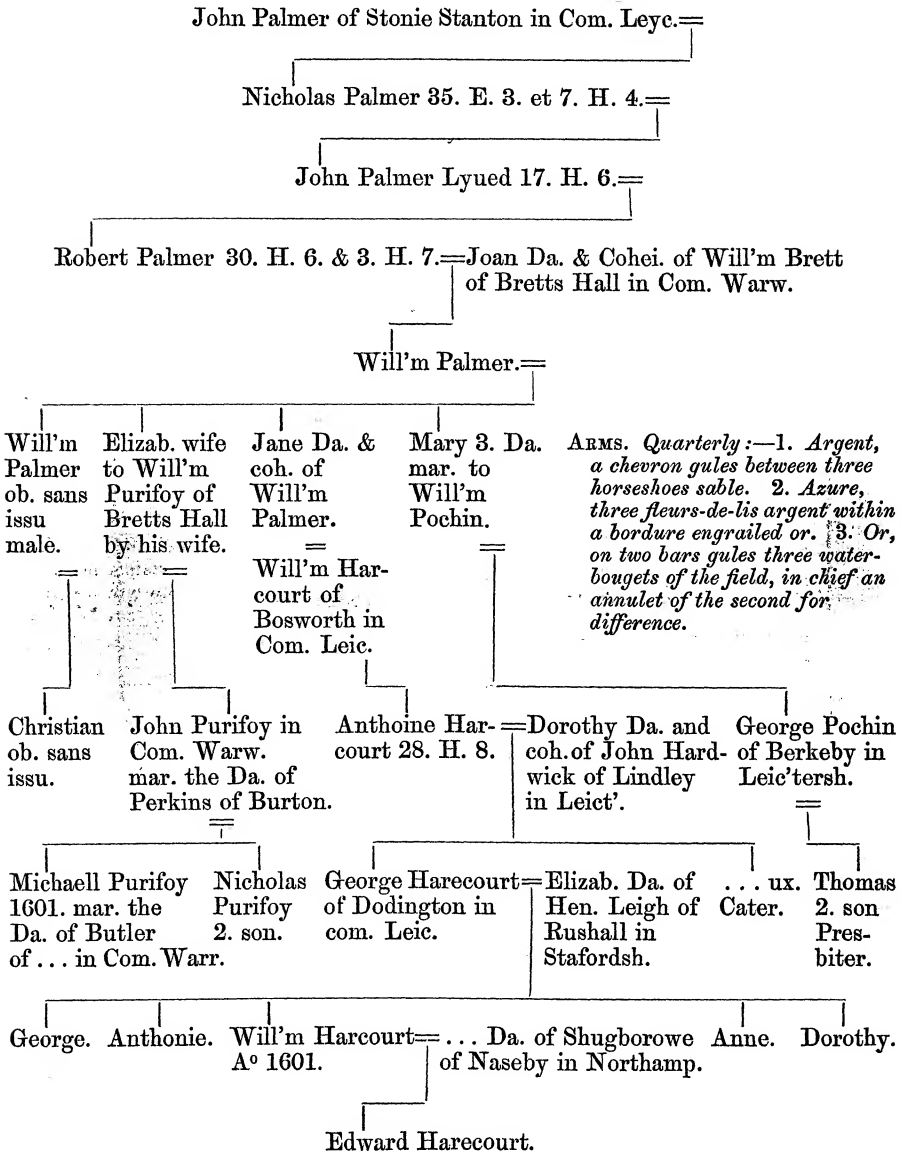 John Palmer of Stonie Stanton in Com. Leyc.=
Nicholas Palmer 35. E. 3. et 7. H. 4.=
John Palmer Lyued 17. H. 6.=
Robert Palmer 30. H. 6. & 3. H. 7.=Joan Da. & Cohei. of Will'm Brett
of Bretts Hall in Com. Warw.
Will'm Palmer.=
Will'm
Palmer
ob. sans
issu
male.
=
Elizab. wife
to Will'm
Purifoy of
Bretts Hall
by his wife.
=
Jane Da. &
coh. of
Will'm
Palmer.
=
Will'm Har-
court of
Bosworth in
Com. Leic.
Mary 3. Da.
mar. to
Will'm
Pochin.
=
Arms. Quarterly:—1. Argent,
a chevron gules between three
horseshoes sable. 2. Azure,
three fleurs-de-lis argent within
a bordure engrailed or. 3. Or,
on two bars gules three water-
bougets of the field, in chief an
annulet of the second for
difference.
Christian
ob. sans
issu.
John Purifoy in
Com. Warw.
mar. the Da. of
Perkins of Burton.
=
Anthoine Har-
court 28. H. 8.
=Dorothy Da. and
coh. of John Hard-
wick of Lindley
in Leict'.
George Pochin
of Berkeby in
Leic'tersh.
=
Michaell Purifoy
1601. mar. the
Da. of Butler
of ... in Com. Warr.
Nicholas
Purifoy
2. son.
George Harecourt=
of Dodington in
com. Leic.
Elizab. Da. of
Hen. Leigh of
Rushall in
Stafordsh.
... ux.
Cater.
Thomas
2. son
Pres-
biter.
George.
Anthonie.
Will'm Harcourt=
Aº 1601.
... Da. of Shugborowe
of Naseby in Northamp.
Anne.
Dorothy.
Edward Harecourt.